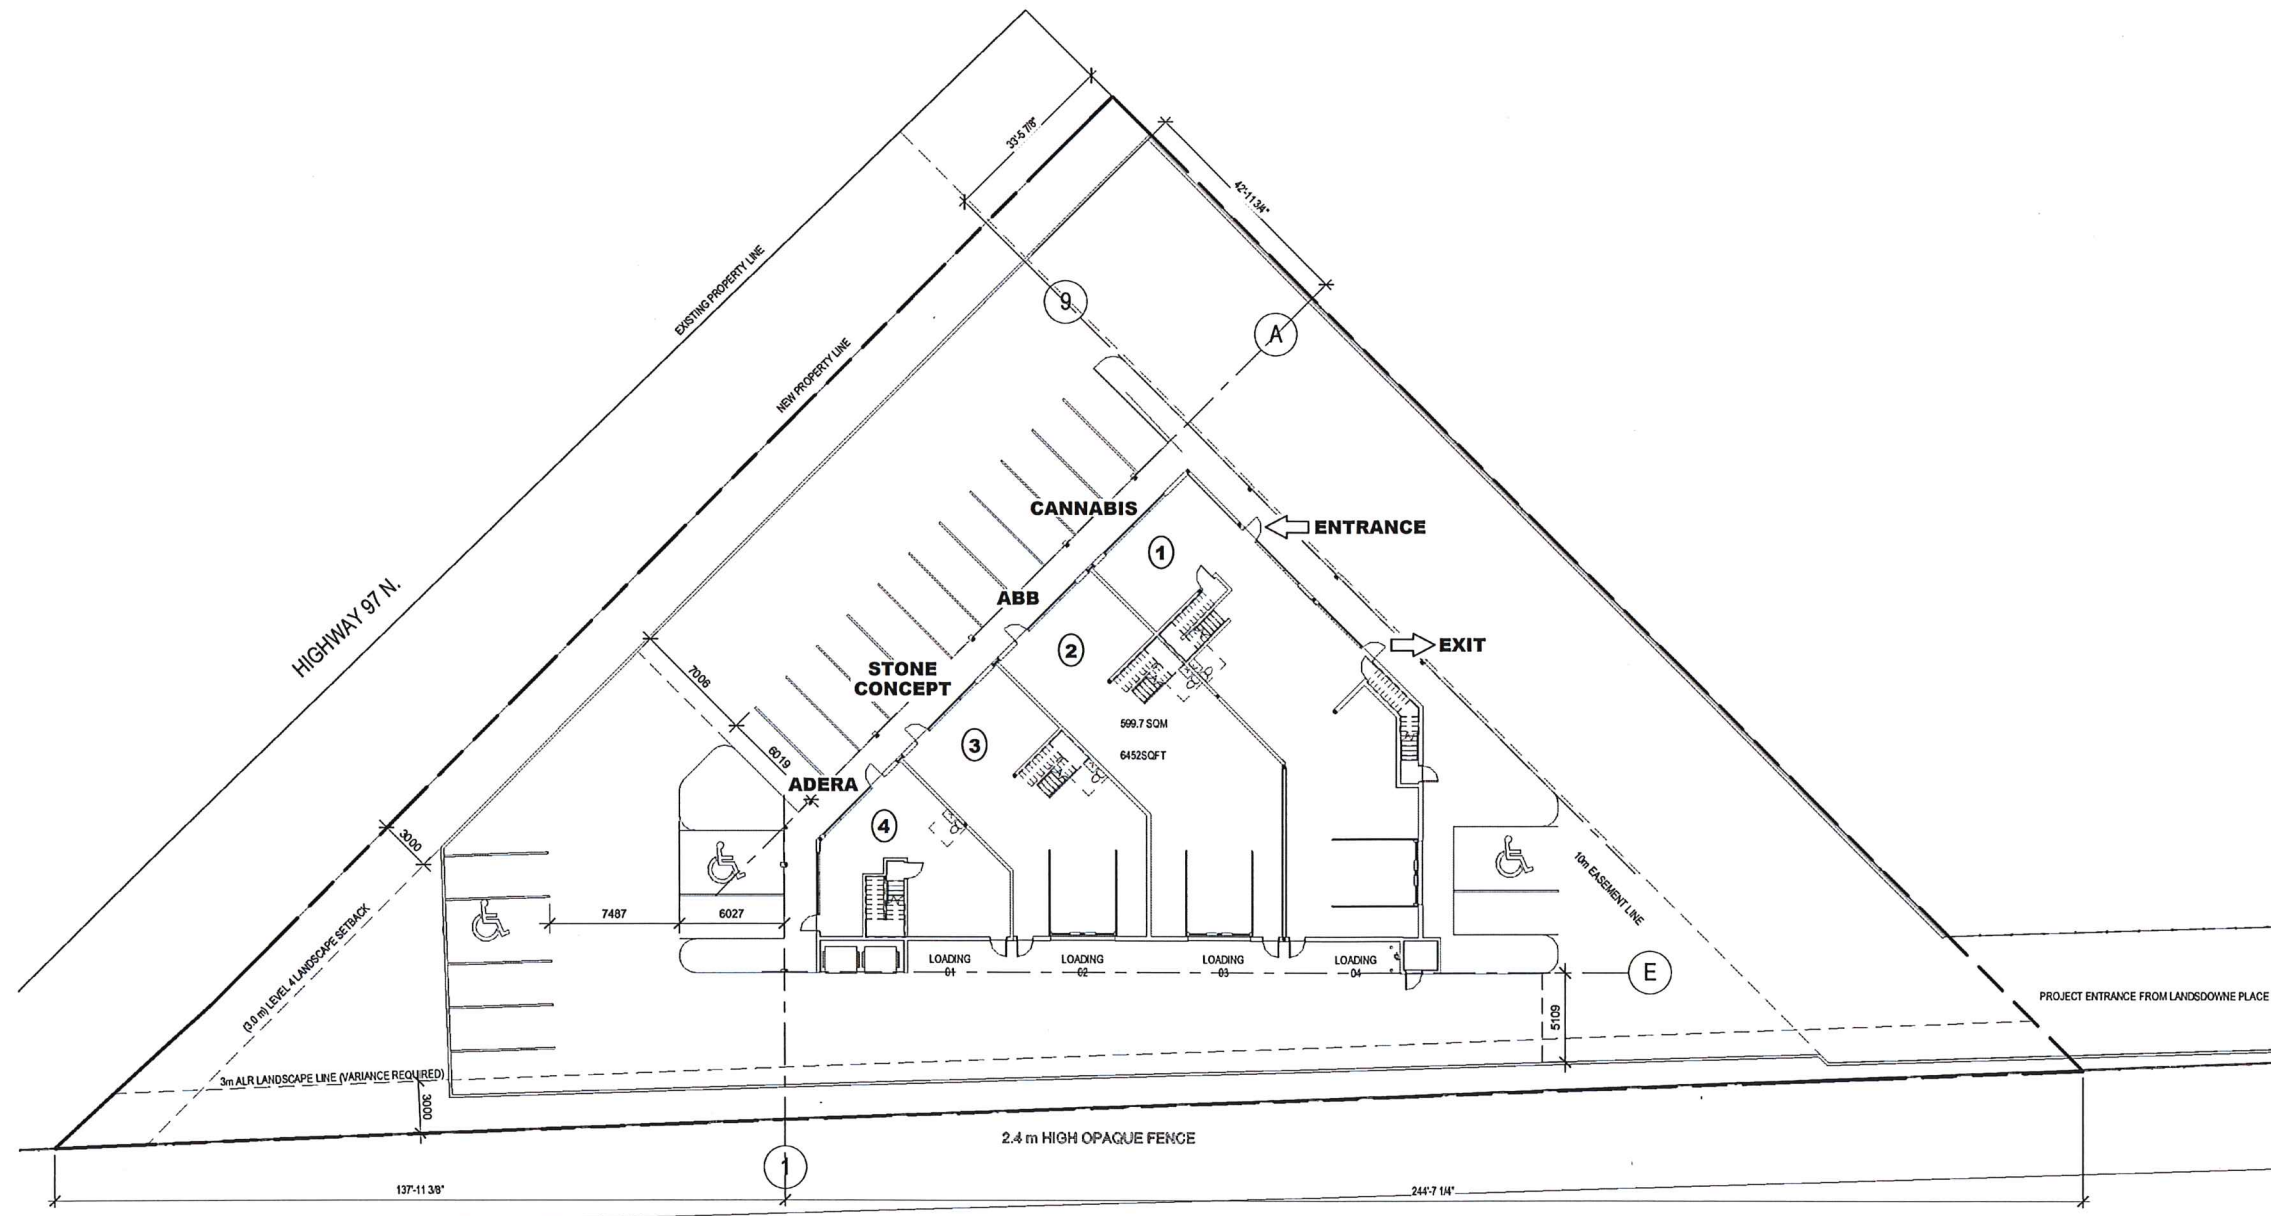 33'-5 7/8"
42'-11 3/4"
EXISTING PROPERTY LINE
9
A
NEW PROPERTY LINE
HIGHWAY 97 N.
CANNABIS
1
ENTRANCE
ABB
2
EXIT
7006
STONE
CONCEPT
599.7 SQM
6452SQFT
3
6019
ADERA
4
3000
10m EASEMENT LINE
7487
6027
(3.0 m) LEVEL 4 LANDSCAPE SETBACK
LOADING
01
LOADING
02
LOADING
03
LOADING
04
E
PROJECT ENTRANCE FROM LANDSDOWNE PLACE
5109
3m ALR LANDSCAPE LINE (VARIANCE REQUIRED)
3000
2.4 m HIGH OPAQUE FENCE
1
137'-11 3/8"
244'-7 1/4"